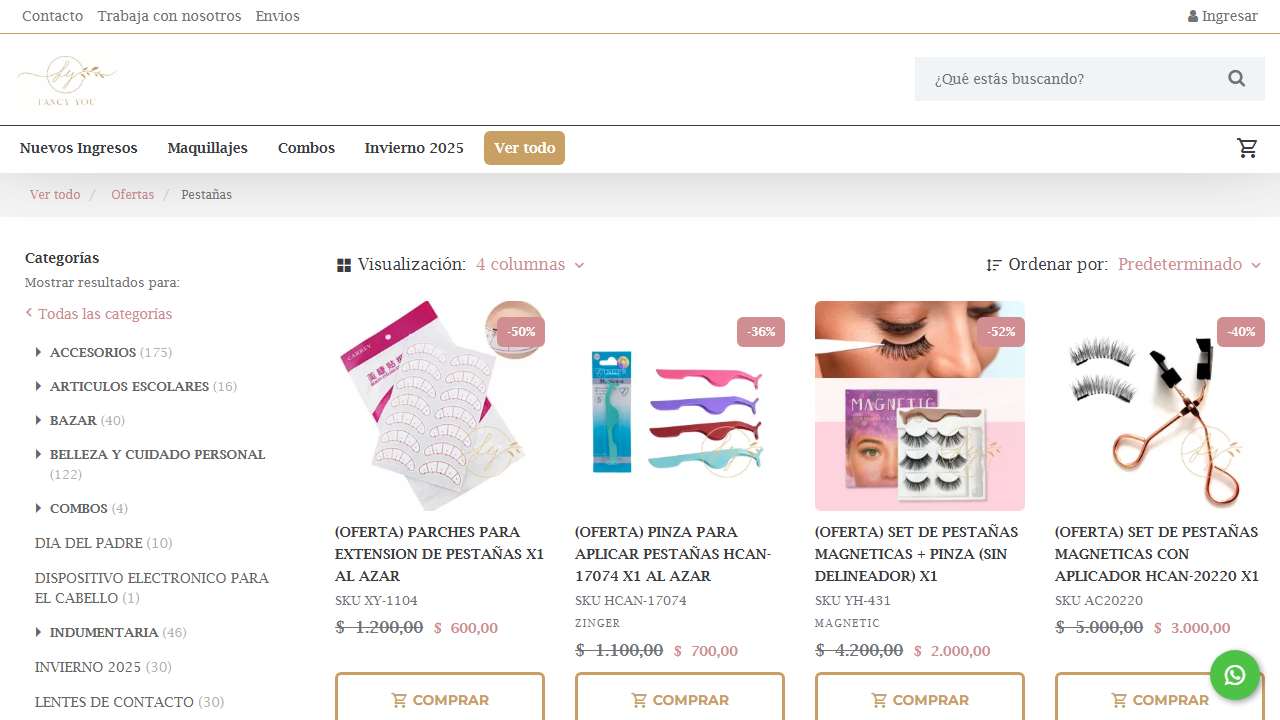 Contacto Trabaja con nosotros Envios Ingresar
FANCY YOU
¿Qué estás buscando?
Nuevos Ingresos Maquillajes Combos Invierno 2025 Ver todo
Ver todo / Ofertas / Pestañas
Categorías
Mostrar resultados para:
Todas las categorías
ACCESORIOS (175)
ARTICULOS ESCOLARES (16)
BAZAR (40)
BELLEZA Y CUIDADO PERSONAL
(122)
COMBOS (4)
DIA DEL PADRE (10)
DISPOSITIVO ELECTRONICO PARA
EL CABELLO (1)
INDUMENTARIA (46)
INVIERNO 2025 (30)
LENTES DE CONTACTO (30)
Visualización: 4 columnas
Ordenar por: Predeterminado
-50%
(OFERTA) PARCHES PARA
EXTENSION DE PESTAÑAS X1
AL AZAR
SKU XY-1104
$ 1.200,00 $ 600,00
COMPRAR
-36%
(OFERTA) PINZA PARA
APLICAR PESTAÑAS HCAN-
17074 X1 AL AZAR
SKU HCAN-17074
ZINGER
$ 1.100,00 $ 700,00
COMPRAR
-52%
MAGNETIC
(OFERTA) SET DE PESTAÑAS
MAGNETICAS + PINZA (SIN
DELINEADOR) X1
SKU YH-431
MAGNETIC
$ 4.200,00 $ 2.000,00
COMPRAR
-40%
(OFERTA) SET DE PESTAÑAS
MAGNETICAS CON
APLICADOR HCAN-20220 X1
SKU AC20220
$ 5.000,00 $ 3.000,00
COMPRAR